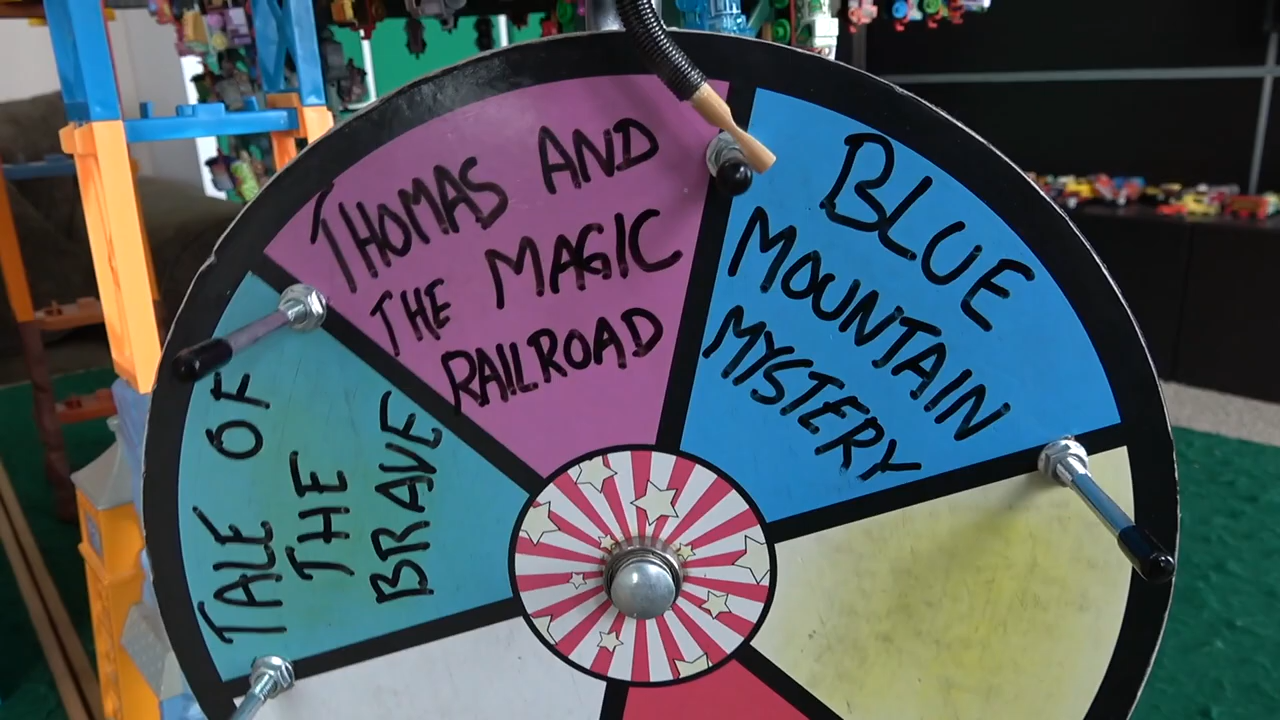 THOMAS AND
THE MAGIC
RAILROAD
BLUE
MOUNTAIN
MYSTERY
TALE OF
THE
BRAVE